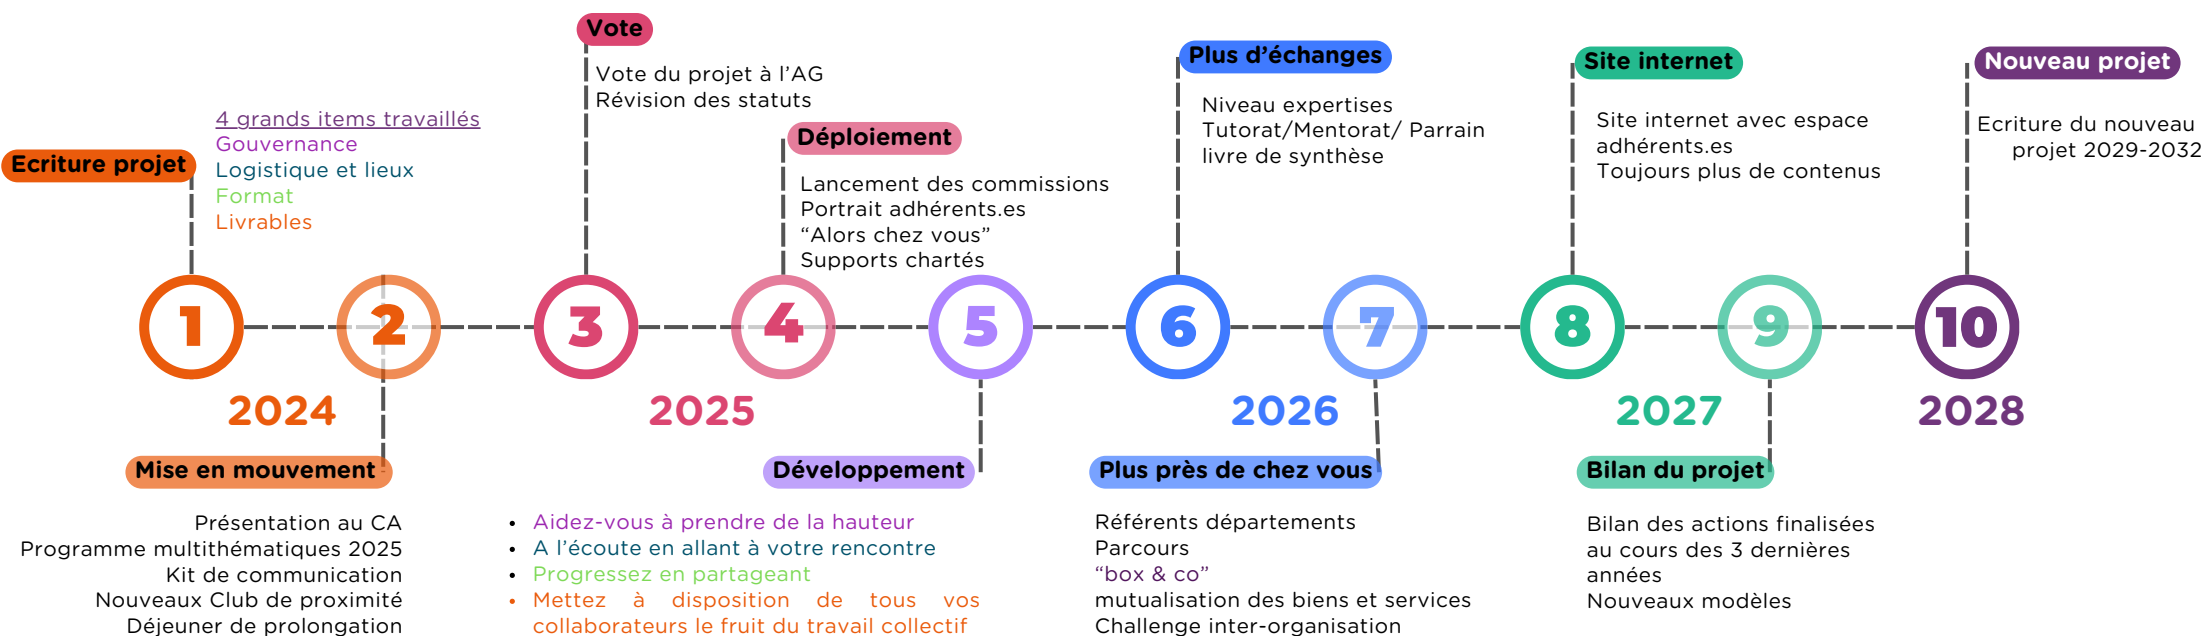 Ecriture projet
4 grands items travaillés
Gouvernance
Logistique et lieux
Format
Livrables
Vote
Vote du projet à l'AG
Révision des statuts
Déploiement
Lancement des commissions
Portrait adhérents.es
“Alors chez vous”
Supports chartés
Plus d'échanges
Niveau expertises
Tutorat/Mentorat/ Parrain
livre de synthèse
Site internet
Site internet avec espace
adhérents.es
Toujours plus de contenus
Nouveau projet
Ecriture du nouveau
projet 2029-2032
1
2
3
4
5
6
7
8
9
10
2024
2025
2026
2027
2028
Mise en mouvement
Présentation au CA
Programme multithématiques 2025
Kit de communication
Nouveaux Club de proximité
Déjeuner de prolongation
Développement
• Aidez-vous à prendre de la hauteur
• A l'écoute en allant à votre rencontre
• Progressez en partageant
• Mettez à disposition de tous vos
collaborateurs le fruit du travail collectif
Plus près de chez vous
Référents départements
Parcours
“box & co”
mutualisation des biens et services
Challenge inter-organisation
Bilan du projet
Bilan des actions finalisées
au cours des 3 dernières
années
Nouveaux modèles